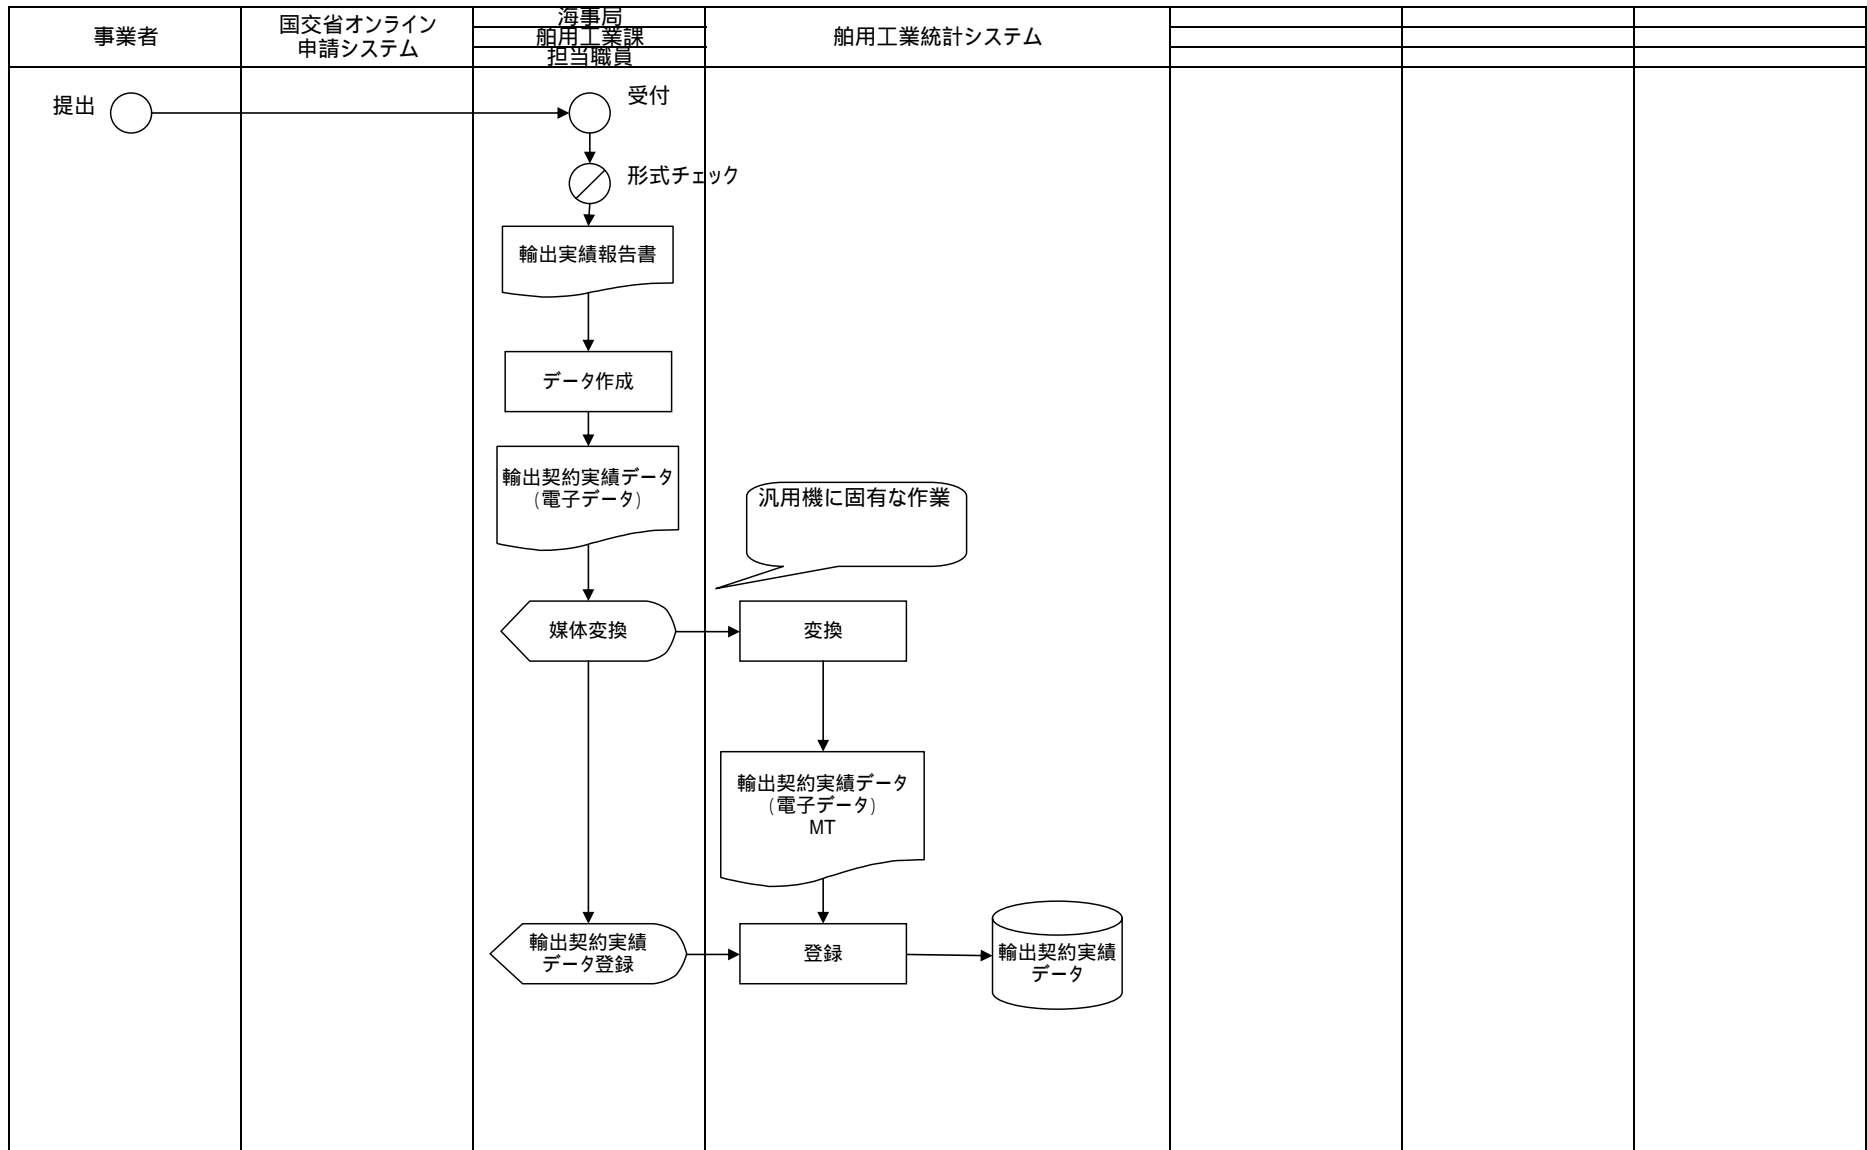 事業者
国交省オンライン
申請システム
海事局
舶用工業課
担当職員
舶用工業統計システム
提出
受付
形式チェック
輸出実績報告書
データ作成
輸出契約実績データ
(電子データ)
汎用機に固有な作業
媒体変換
変換
輸出契約実績データ
(電子データ)
MT
輸出契約実績
データ登録
登録
輸出契約実績
データ